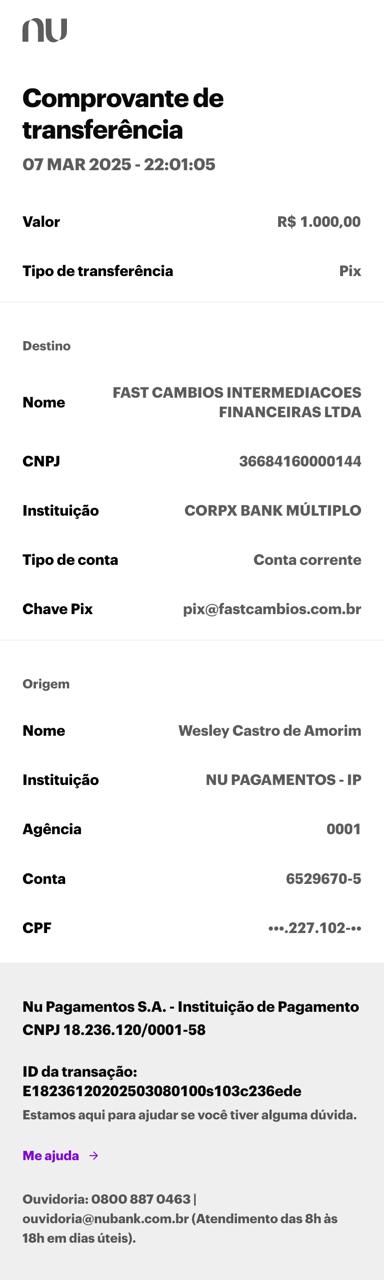 nu
Comprovante de
transferência
07 MAR 2025 - 22:01:05
Valor R$ 1.000,00
Tipo de transferência Pix
Destino
Nome FAST CAMBIOS INTERMEDIACOES
FINANCEIRAS LTDA
CNPJ 36684160000144
Instituição CORPX BANK MÚLTIPLO
Tipo de conta Conta corrente
Chave Pix pix@fastcambios.com.br
Origem
Nome Wesley Castro de Amorim
Instituição NU PAGAMENTOS - IP
Agência 0001
Conta 6529670-5
CPF •••.227.102-••
Nu Pagamentos S.A. - Instituição de Pagamento
CNPJ 18.236.120/0001-58
ID da transação:
E18236120202503080100s103c236ede
Estamos aqui para ajudar se você tiver alguma dúvida.
Me ajuda →
Ouvidoria: 0800 887 0463 |
ouvidoria@nubank.com.br (Atendimento das 8h às
18h em dias úteis).